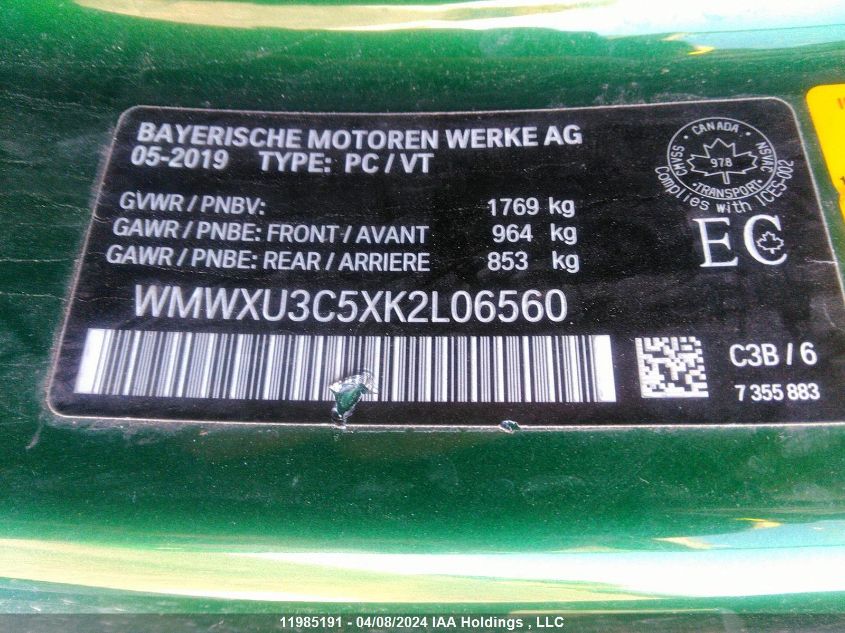 BAYERISCHE MOTOREN WERKE AG
05-2019 TYPE: PC / VT
GVWR / PNBV: 1769 kg
GAWR / PNBE: FRONT / AVANT 964 kg
GAWR / PNBE: REAR / ARRIERE 853 kg
CMVSS CANADA NSVAC
978
TRANSPORT
Complies with ICES-002
EC
WMWXU3C5XK2L06560
C3B / 6
7 355 883
11985191 - 04/08/2024 IAA Holdings , LLC